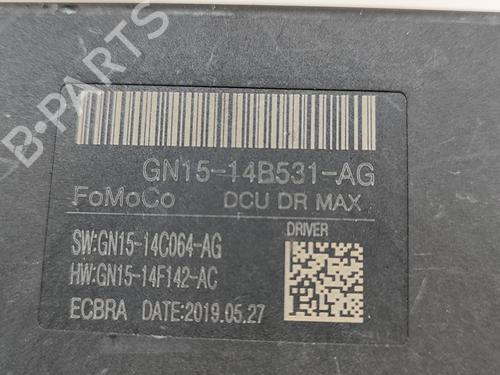 B-PARTS
GN15-14B531-AG
FoMoCo DCU DR MAX
SW:GN15-14C064-AG DRIVER
HW:GN15-14F142-AC
ECBRA DATE:2019.05.27